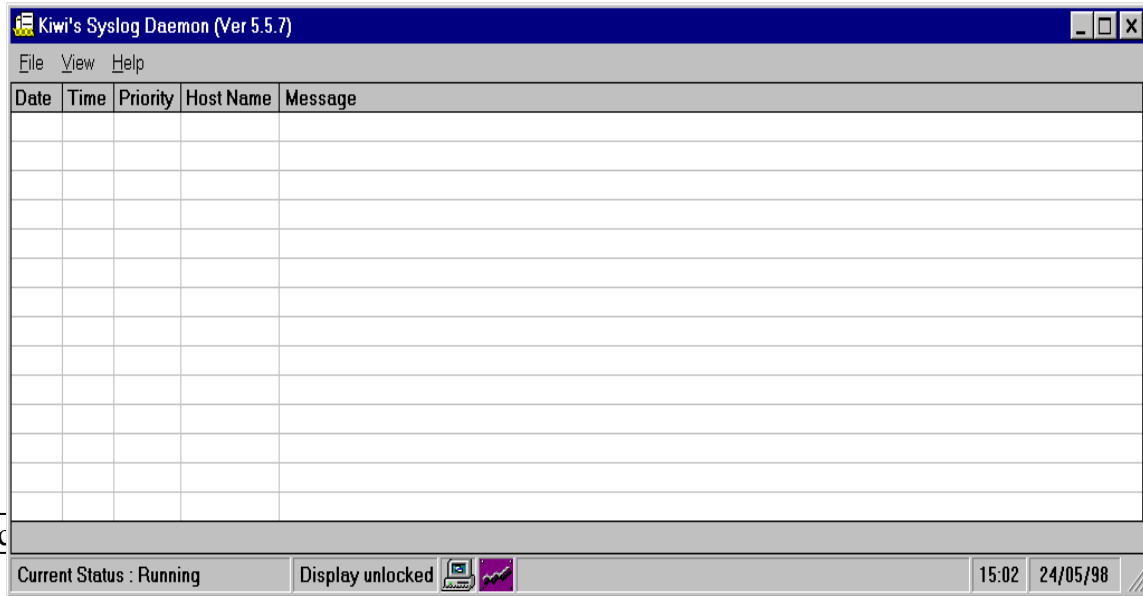 Kiwi's Syslog Daemon (Ver 5.5.7)
File View Help
Date Time Priority Host Name Message
Current Status : Running Display unlocked 15:02 24/05/98